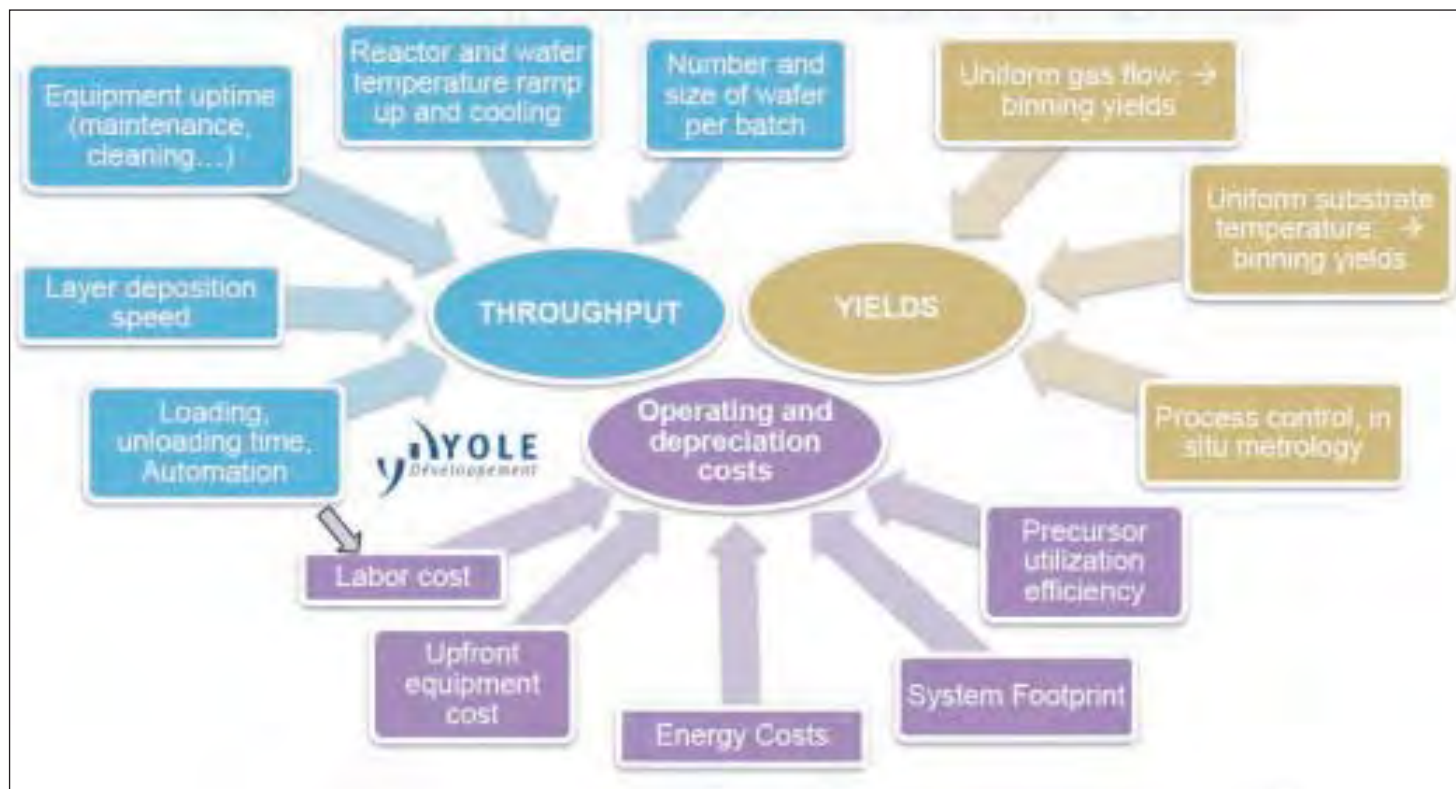 Equipment uptime
(maintenance,
cleaning…)
Reactor and wafer
temperature ramp
up and cooling
Number and
size of wafer
per batch
Uniform gas flow: →
binning yields
Uniform substrate
temperature: →
binning yields
Layer deposition
speed
THROUGHPUT
YIELDS
Loading,
unloading time,
Automation
YOLE
Développement
Operating and
depreciation
costs
Process control, in
situ metrology
Labor cost
Precursor
utilization
efficiency
Upfront
equipment
cost
Energy Costs
System Footprint